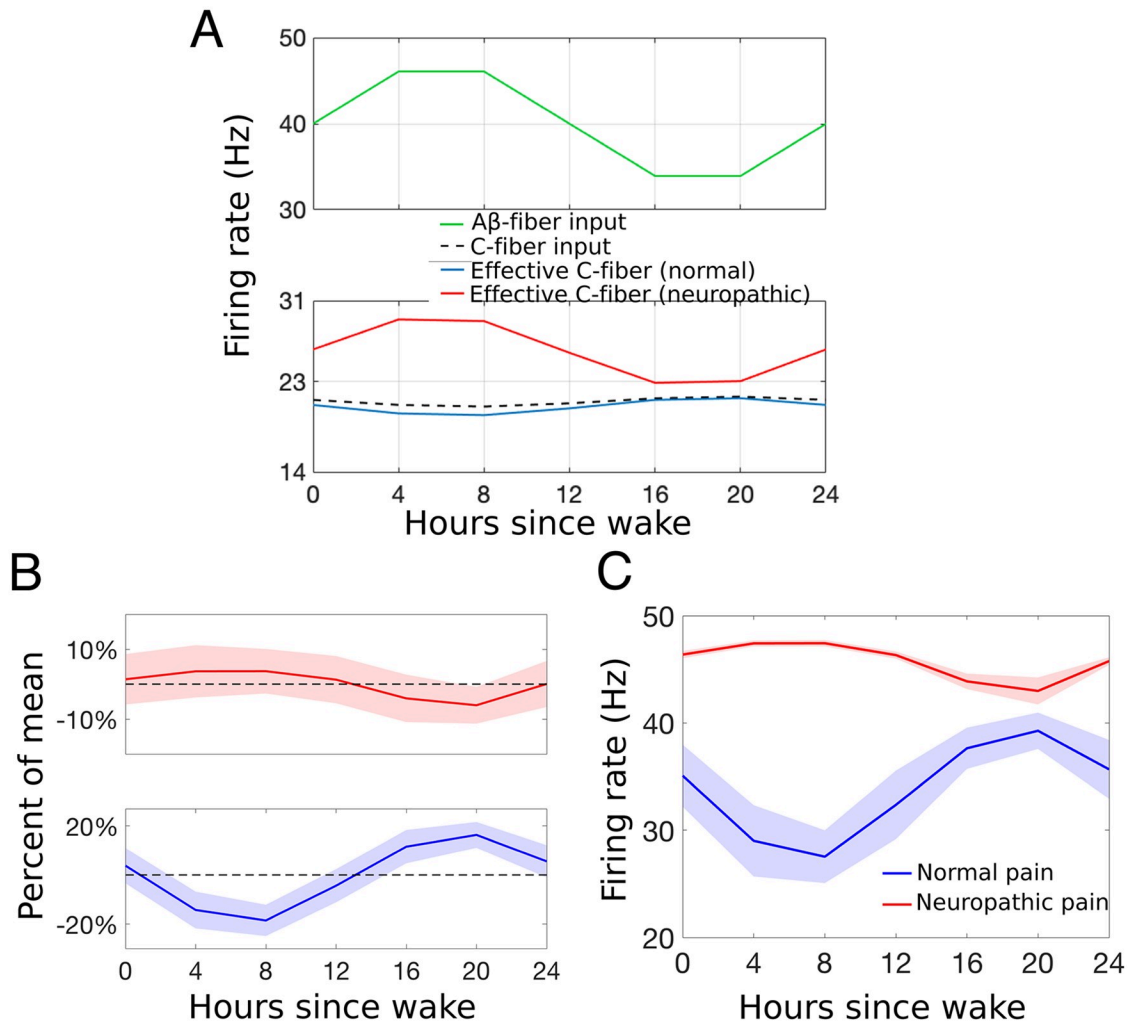 A
Firing rate (Hz)
50
40
30
Aβ-fiber input
C-fiber input
Effective C-fiber (normal)
Effective C-fiber (neuropathic)
31
23
14
0 4 8 12 16 20 24
Hours since wake
B
Percent of mean
10%
-10%
20%
-20%
0 4 8 12 16 20 24
Hours since wake
C
Firing rate (Hz)
50
40
30
20
Normal pain
Neuropathic pain
0 4 8 12 16 20 24
Hours since wake